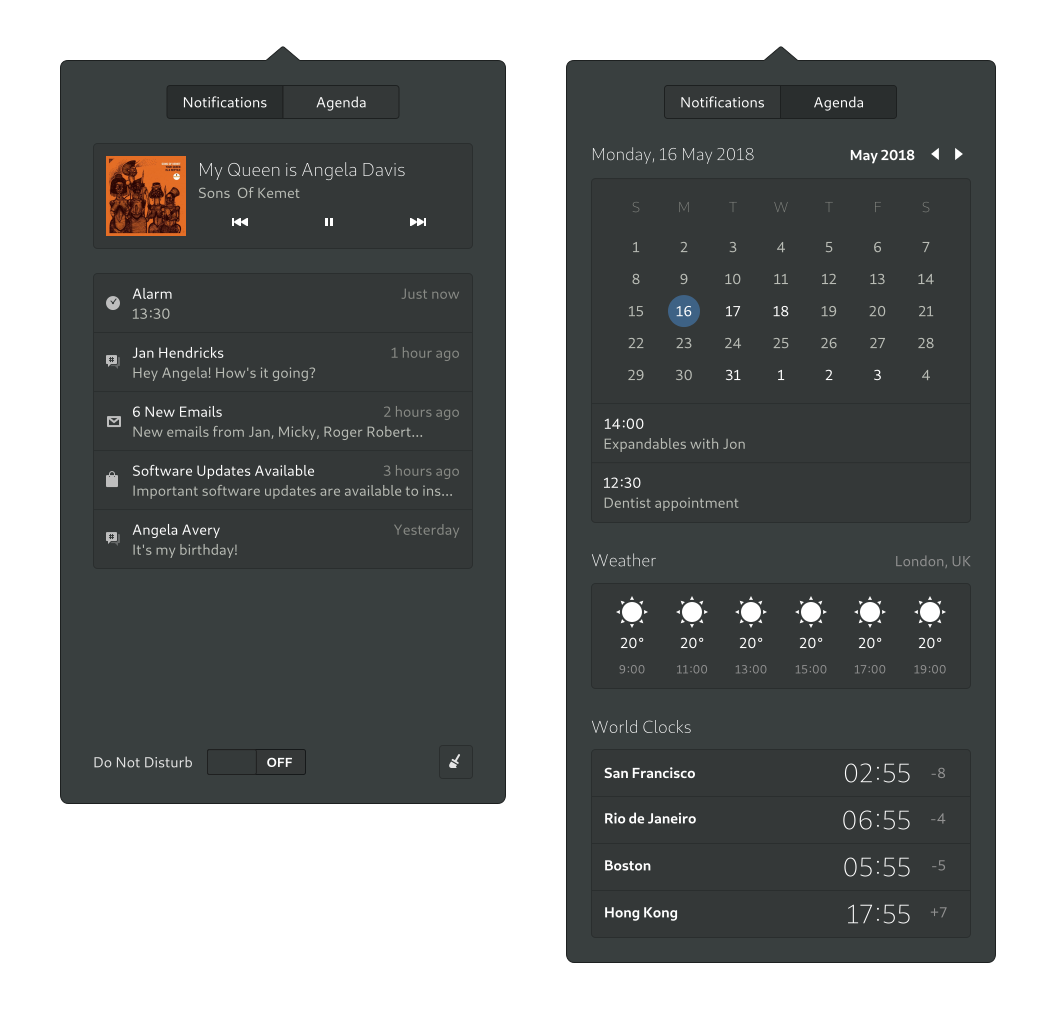 Notifications Agenda
My Queen is Angela Davis
Sons Of Kemet
Alarm Just now
13:30
Jan Hendricks 1 hour ago
Hey Angela! How's it going?
6 New Emails 2 hours ago
New emails from Jan, Micky, Roger Robert...
Software Updates Available 3 hours ago
Important software updates are available to ins...
Angela Avery Yesterday
It's my birthday!
Do Not Disturb OFF
Notifications Agenda
Monday, 16 May 2018 May 2018
S M T W T F S
1 2 3 4 5 6 7
8 9 10 11 12 13 14
15 16 17 18 19 20 21
22 23 24 25 26 27 28
29 30 31 1 2 3 4
14:00
Expandables with Jon
12:30
Dentist appointment
Weather London, UK
20° 20° 20° 20° 20° 20°
9:00 11:00 13:00 15:00 17:00 19:00
World Clocks
San Francisco 02:55 -8
Rio de Janeiro 06:55 -4
Boston 05:55 -5
Hong Kong 17:55 +7